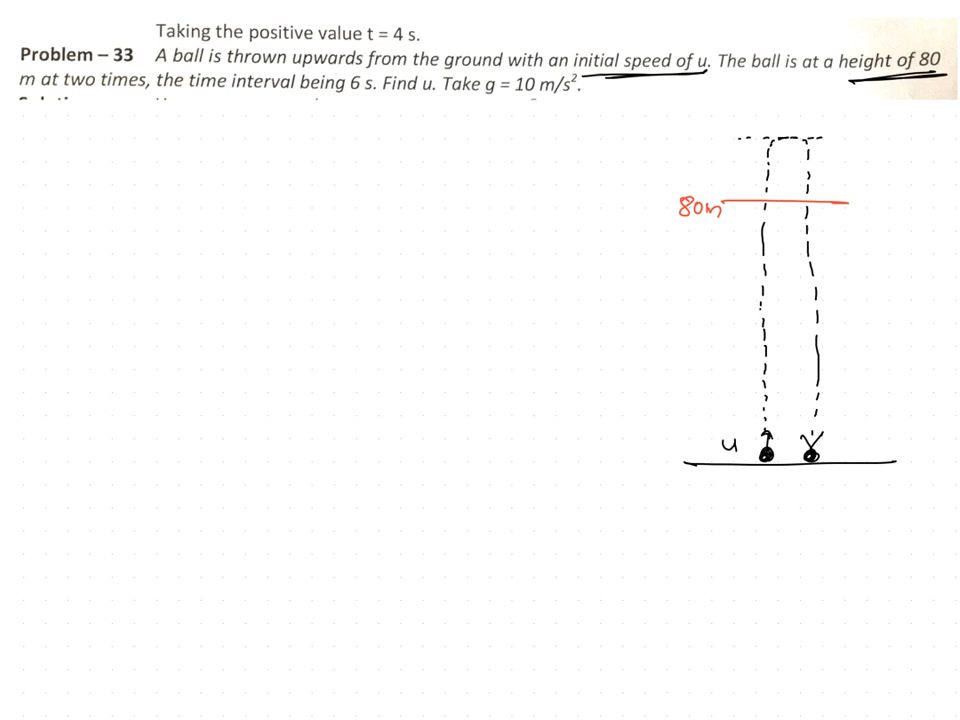 Taking the positive value t = 4 s.
Problem – 33 A ball is thrown upwards from the ground with an initial speed of u. The ball is at a height of 80
m at two times, the time interval being 6 s. Find u. Take g = 10 m/s².
80m
u